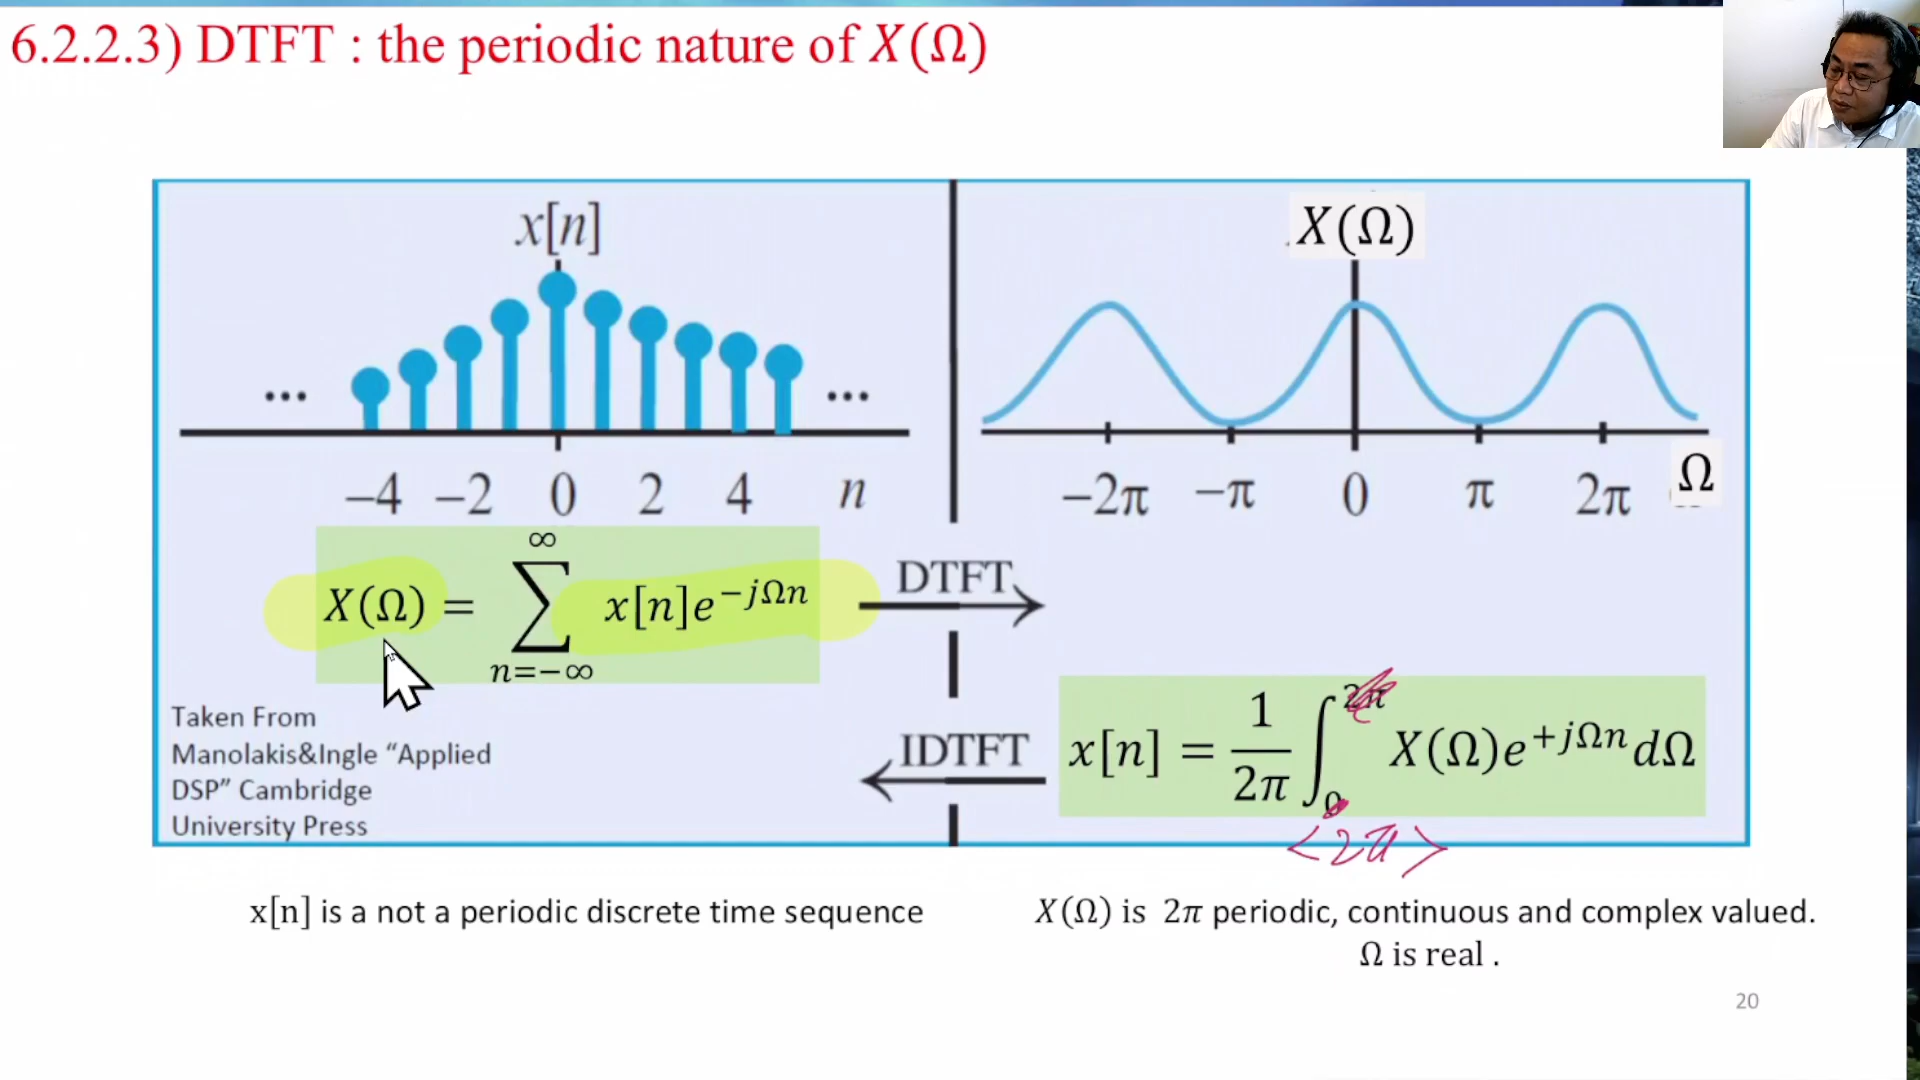 6.2.2.3) DTFT : the periodic nature of X(Ω)
x[n]
X(Ω)
... ...
−4 −2 0 2 4 n
−2π −π 0 π 2π Ω
X(Ω) = ∑_{n=−∞}^{∞} x[n]e^{−jΩn}
DTFT
IDTFT
x[n] = 1/2π ∫_0^{2π} X(Ω)e^{+jΩn}dΩ
<2π>
Taken From
Manolakis&Ingle “Applied
DSP” Cambridge
University Press
x[n] is a not a periodic discrete time sequence
X(Ω) is 2π periodic, continuous and complex valued.
Ω is real .
20